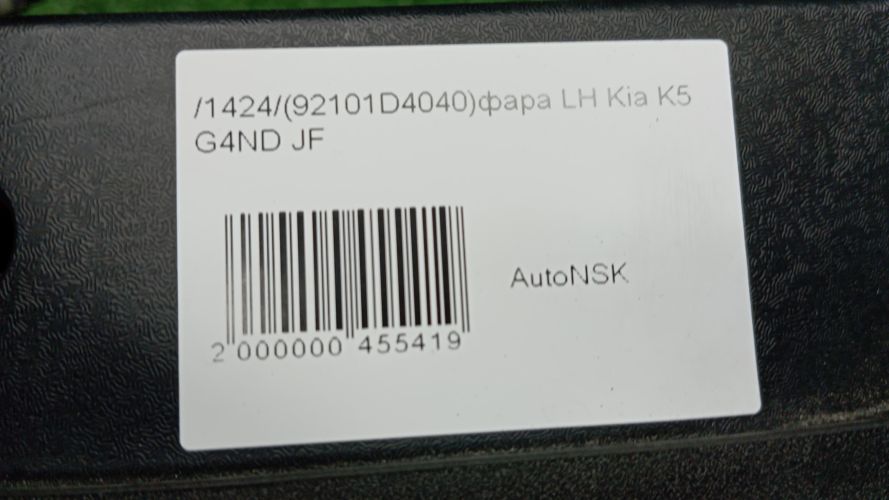 /1424/(92101D4040)фара LH Kia K5
G4ND JF
AutoNSK
2 000000 455419